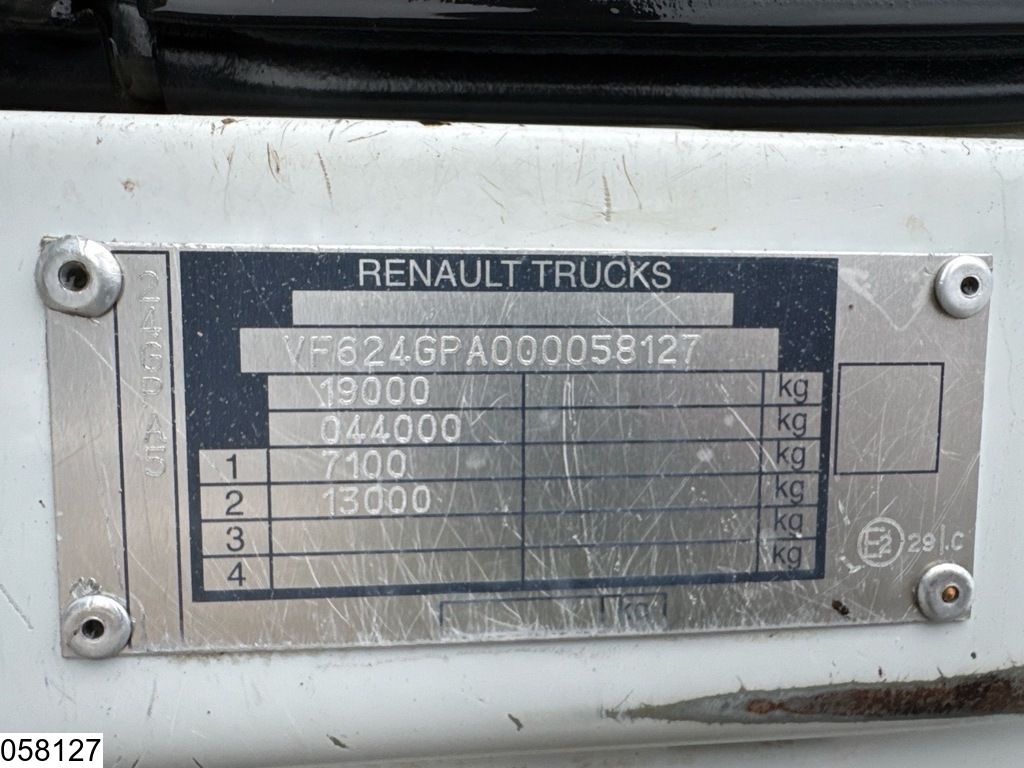 RENAULT TRUCKS
VF624GPA000058127
19000 kg
044000 kg
1 7100 kg
2 13000 kg
3 kg
4 kg
kg
E2 29 I.C
058127